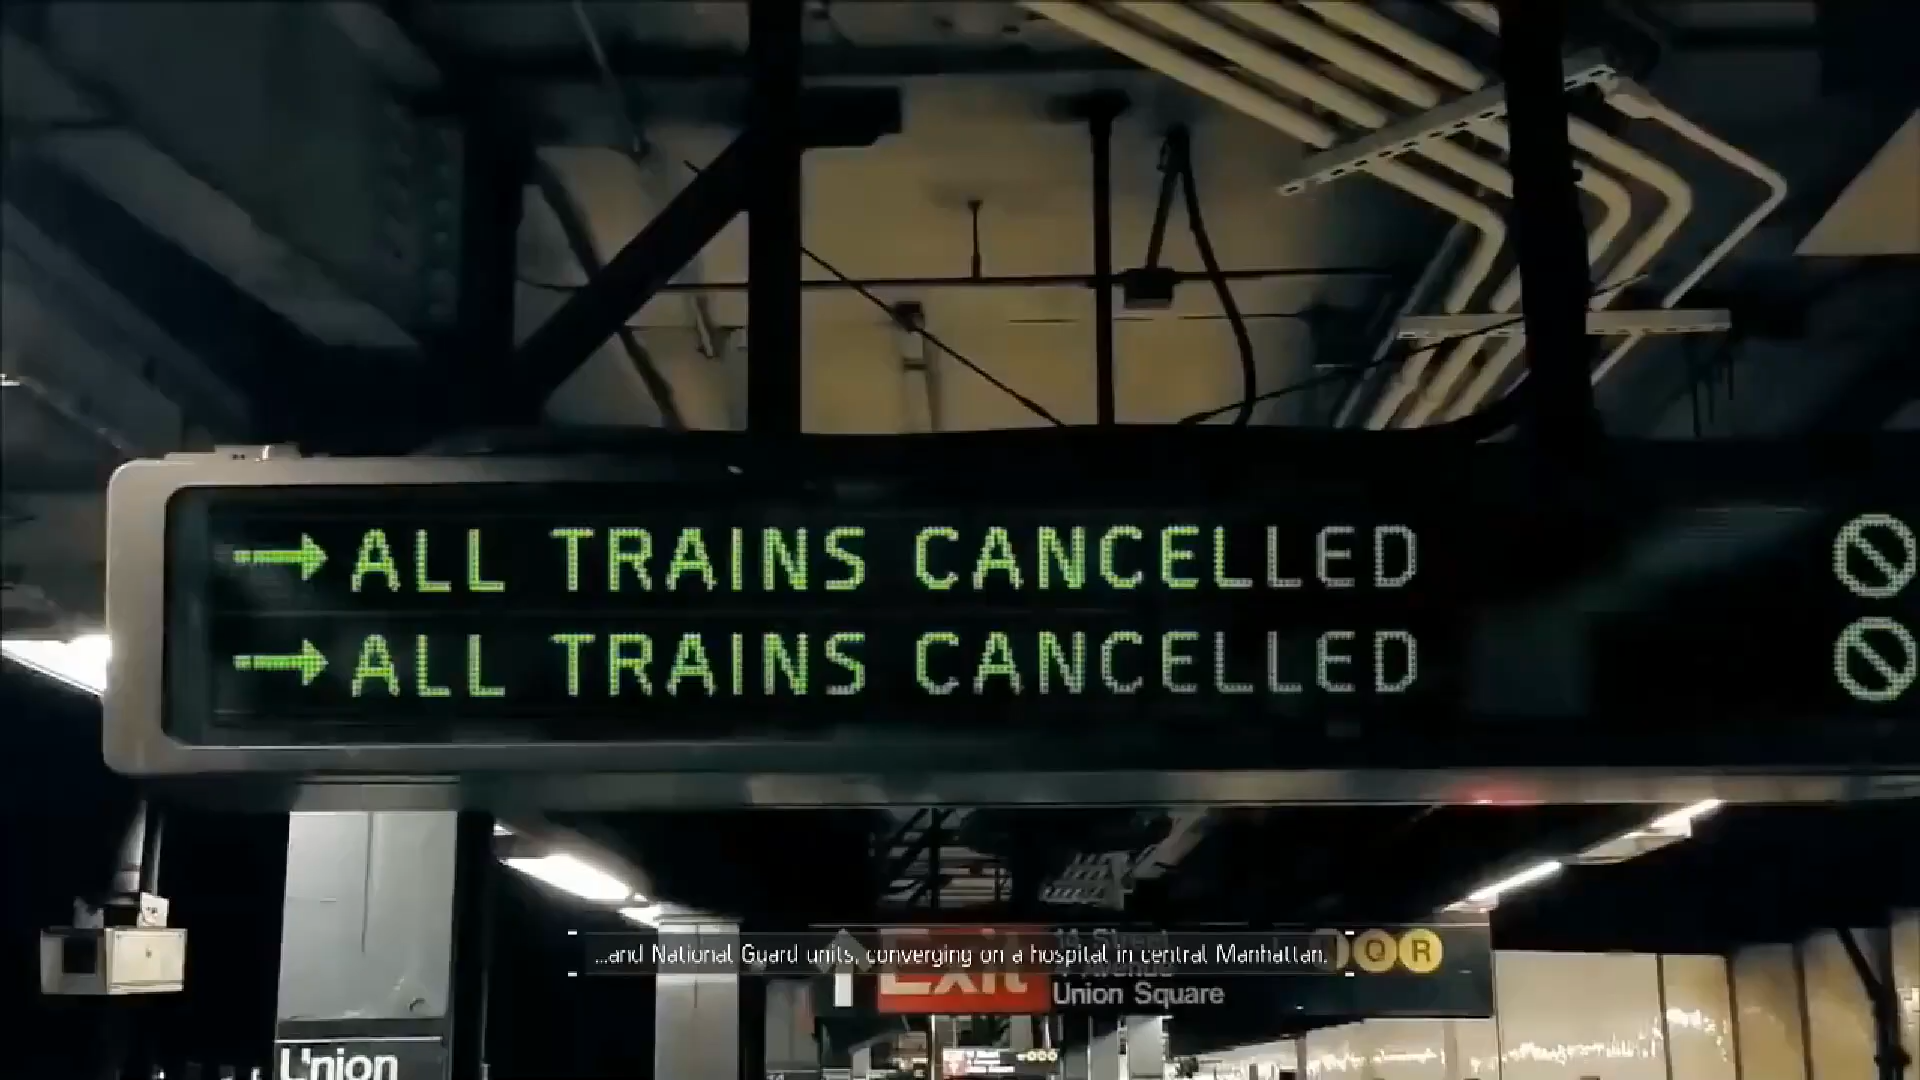 → ALL TRAINS CANCELLED
→ ALL TRAINS CANCELLED
...and National Guard units, converging on a hospital in central Manhattan.
Exit
Q R
Union Square
Union